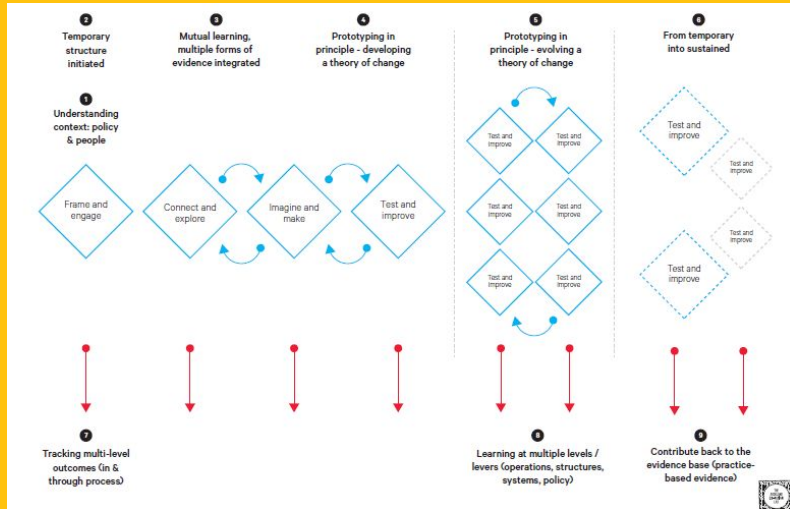 2
Temporary
structure
initiated
3
Mutual learning,
multiple forms of
evidence integrated
4
Prototyping in
principle - developing
a theory of change
5
Prototyping in
principle - evolving a
theory of change
6
From temporary
into sustained
1
Understanding
context: policy
& people
Frame and
engage
Connect and
explore
Imagine and
make
Test and
improve
Test and
improve
Test and
improve
Test and
improve
Test and
improve
Test and
improve
Test and
improve
Test and
improve
Test and
improve
Test and
improve
Test and
improve
7
Tracking multi-level
outcomes (in &
through process)
8
Learning at multiple levels /
levers (operations, structures,
systems, policy)
9
Contribute back to the
evidence base (practice-
based evidence)